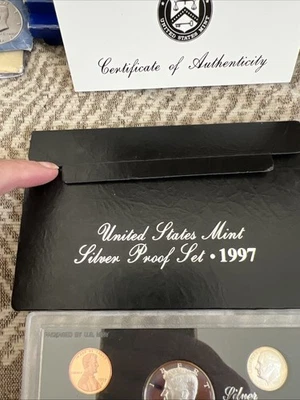 UNITED STATES MINT
Certificate of Authenticity
United States Mint
Silver Proof Set • 1997
Silver